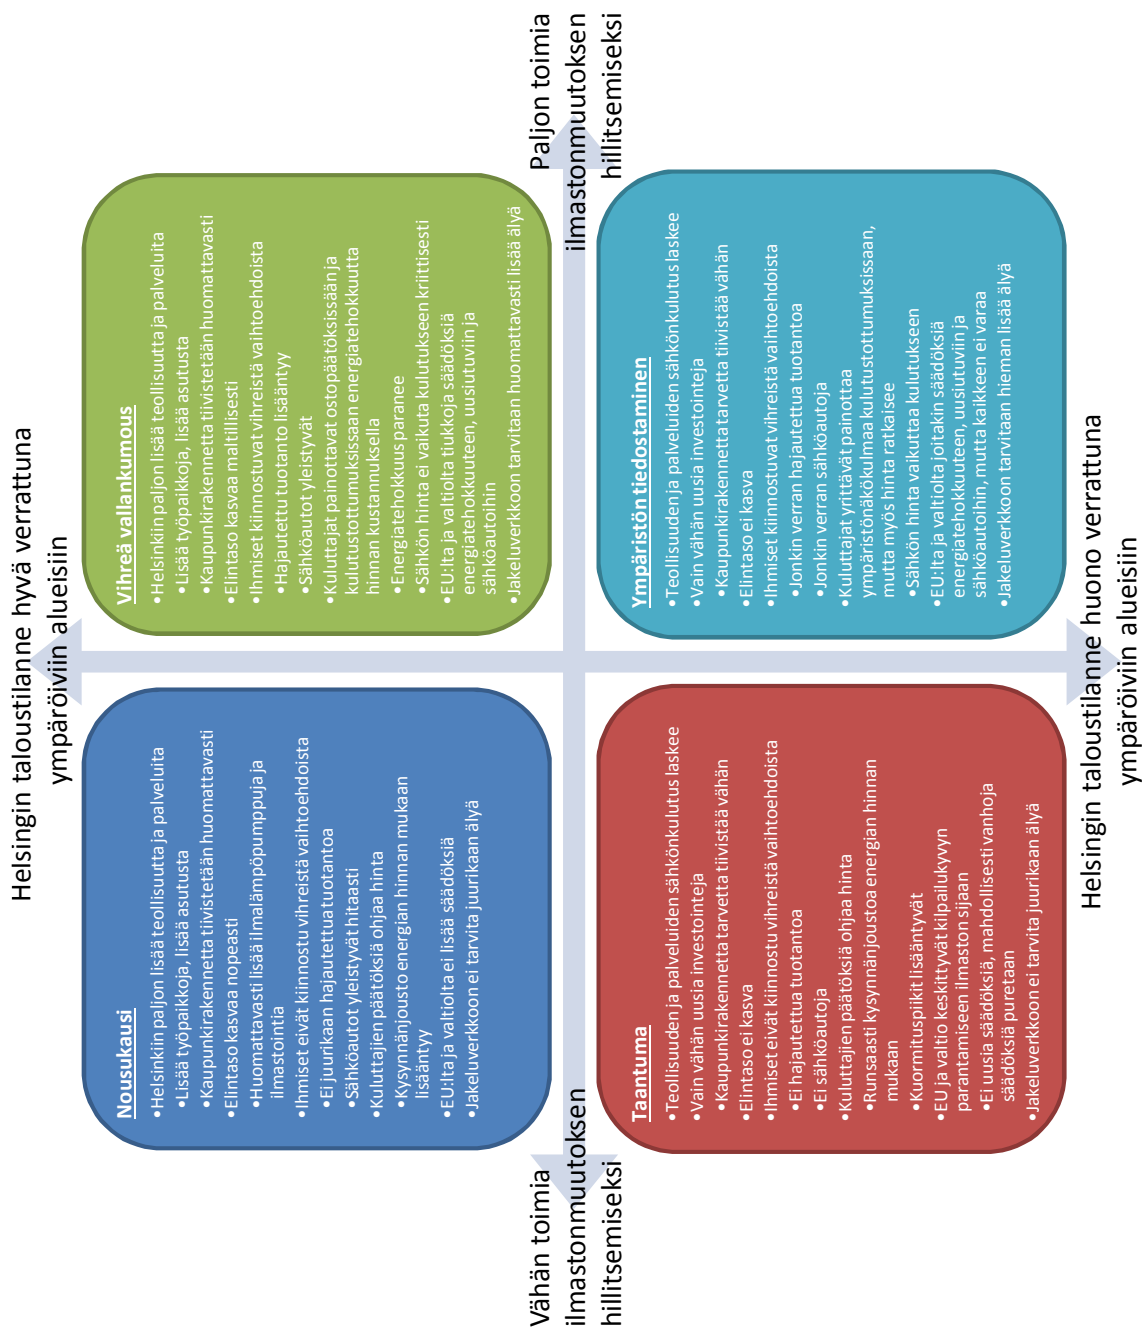 Helsingin taloustilanne hyvä verrattuna
ympäröiviin alueisiin
Nousukausi
•Helsinkiin paljon lisää teollisuutta ja palveluita
•Lisää työpaikkoja, lisää asutusta
•Kaupunkirakennetta tiivistetään huomattavasti
•Elintaso kasvaa nopeasti
•Huomattavasti lisää ilmalämpöpumppuja ja
ilmastointia
•Ihmiset eivät kiinnostu vihreistä vaihtoehdoista
•Ei juurikaan hajautettua tuotantoa
•Sähköautot yleistyvät hitaasti
•Kuluttajien päätöksiä ohjaa hinta
•Kysynnänjousto energian hinnan mukaan
lisääntyy
•EU:lta ja valtiolta ei lisää säädöksiä
•Jakeluverkkoon ei tarvita juurikaan älyä
Vihreä vallankumous
•Helsinkiin paljon lisää teollisuutta ja palveluita
•Lisää työpaikkoja, lisää asutusta
•Kaupunkirakennetta tiivistetään huomattavasti
•Elintaso kasvaa maltillisesti
•Ihmiset kiinnostuvat vihreistä vaihtoehdoista
•Hajautettu tuotanto lisääntyy
•Sähköautot yleistyvät
•Kuluttajat painottavat ostopäätöksissään ja
kulutustottumuksissaan energiatehokkuutta
hinnan kustannuksella
•Energiatehokkuus paranee
•Sähkön hinta ei vaikuta kulutukseen kriittisesti
•EU:lta ja valtiolta tiukkoja säädöksiä
energiatehokkuuteen, uusiutuviin ja
sähköautoihin
•Jakeluverkkoon tarvitaan huomattavasti lisää älyä
Vähän toimia
ilmastonmuutoksen
hillitsemiseksi
Paljon toimia
ilmastonmuutoksen
hillitsemiseksi
Taantuma
•Teollisuuden ja palveluiden sähkönkulutus laskee
•Vain vähän uusia investointeja
•Kaupunkirakennetta tarvetta tiivistää vähän
•Elintaso ei kasva
•Ihmiset eivät kiinnostu vihreistä vaihtoehdoista
•Ei hajautettua tuotantoa
•Ei sähköautoja
•Kuluttajien päätöksiä ohjaa hinta
•Runsaasti kysynnänjoustoa energian hinnan
mukaan
•Kuormituspiikit lisääntyvät
•EU ja valtio keskittyvät kilpailukyvyn
parantamiseen ilmaston sijaan
•Ei uusia säädöksiä, mahdollisesti vanhoja
säädöksiä puretaan
•Jakeluverkkoon ei tarvita juurikaan älyä
Ympäristön tiedostaminen
•Teollisuuden ja palveluiden sähkönkulutus laskee
•Vain vähän uusia investointeja
•Kaupunkirakennetta tarvetta tiivistää vähän
•Elintaso ei kasva
•Ihmiset kiinnostuvat vihreistä vaihtoehdoista
•Jonkin verran hajautettua tuotantoa
•Jonkin verran sähköautoja
•Kuluttajat yrittävät painottaa
ympäristönäkökulmaa kulutustottumuksissaan,
mutta myös hinta ratkaisee
•Sähkön hinta vaikuttaa kulutukseen
•EU:lta ja valtiolta joitakin säädöksiä
energiatehokkuuteen, uusiutuviin ja
sähköautoihin, mutta kaikkeen ei varaa
•Jakeluverkkoon tarvitaan hieman lisää älyä
Helsingin taloustilanne huono verrattuna
ympäröiviin alueisiin